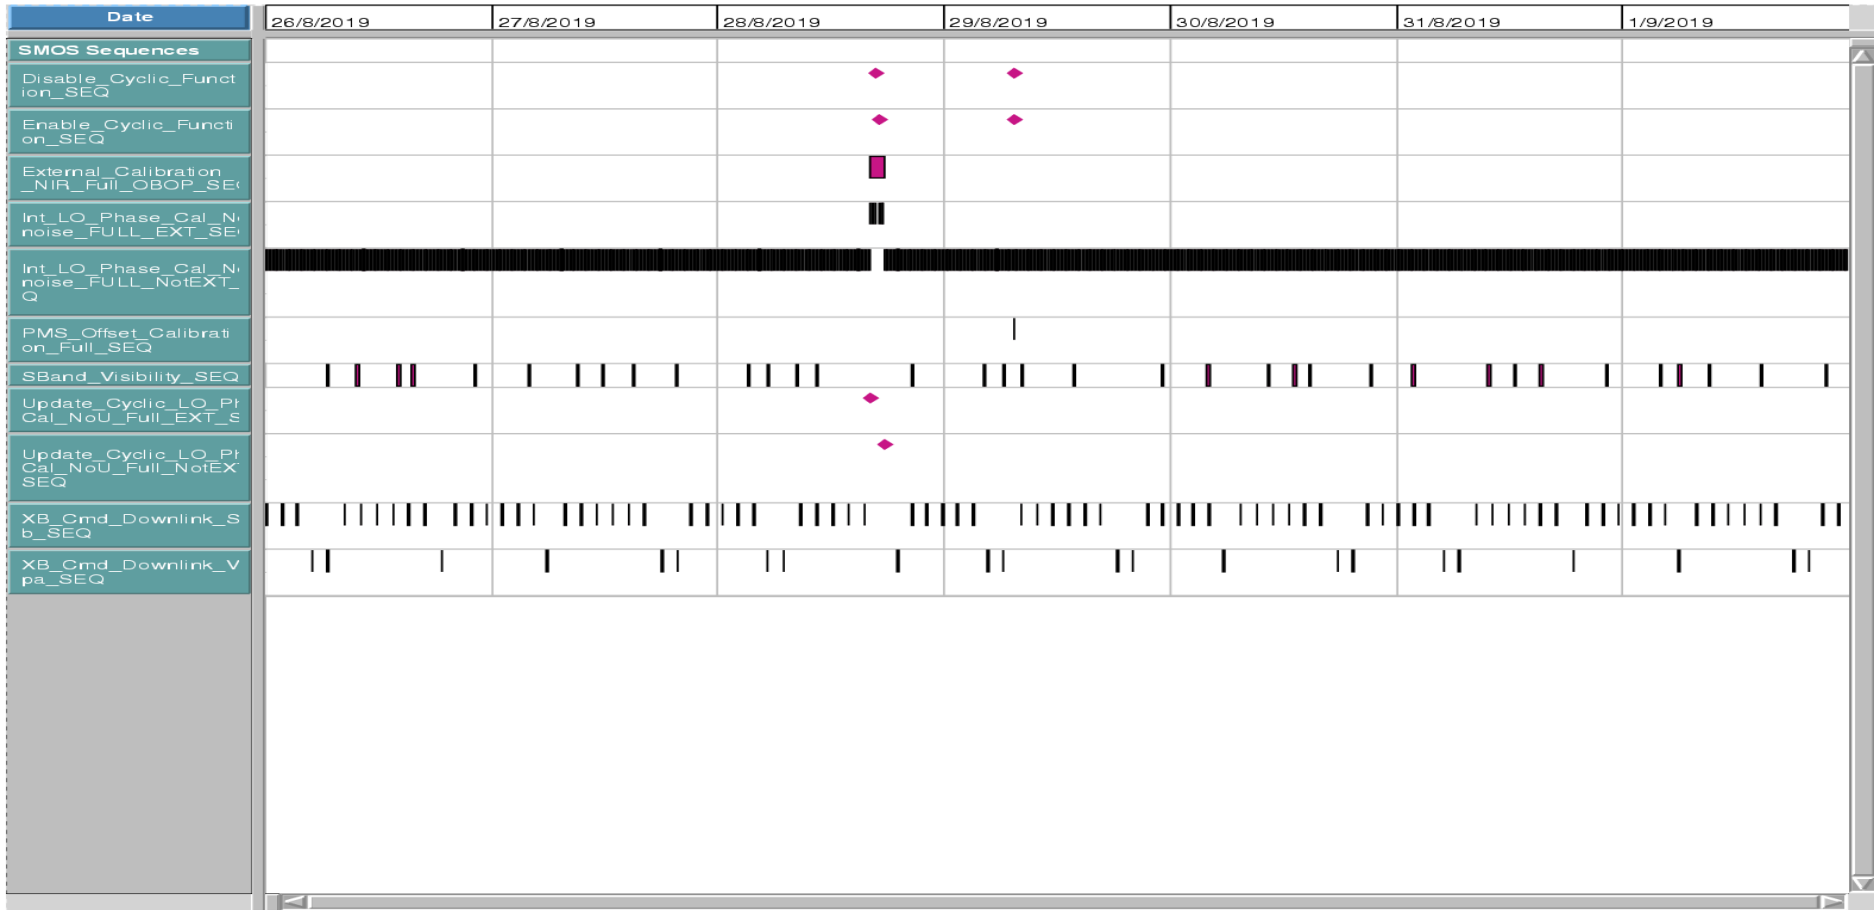 Date
26/8/2019 27/8/2019 28/8/2019 29/8/2019 30/8/2019 31/8/2019 1/9/2019
SMOS Sequences
Disable_Cyclic_Funct
ion_SEQ
Enable_Cyclic_Functi
on_SEQ
External_Calibration
_NIR_Full_OBOP_SE
Int_LO_Phase_Cal_N
noise_FULL_EXT_SE
Int_LO_Phase_Cal_N
noise_FULL_NotEXT_
Q
PMS_Offset_Calibrati
on_Full_SEQ
SBand_Visibility_SEQ
Update_Cyclic_LO_P
Cal_NoU_Full_EXT_S
Update_Cyclic_LO_P
Cal_NoU_Full_NotEX
SEQ
XB_Cmd_Downlink_S
b_SEQ
XB_Cmd_Downlink_V
pa_SEQ